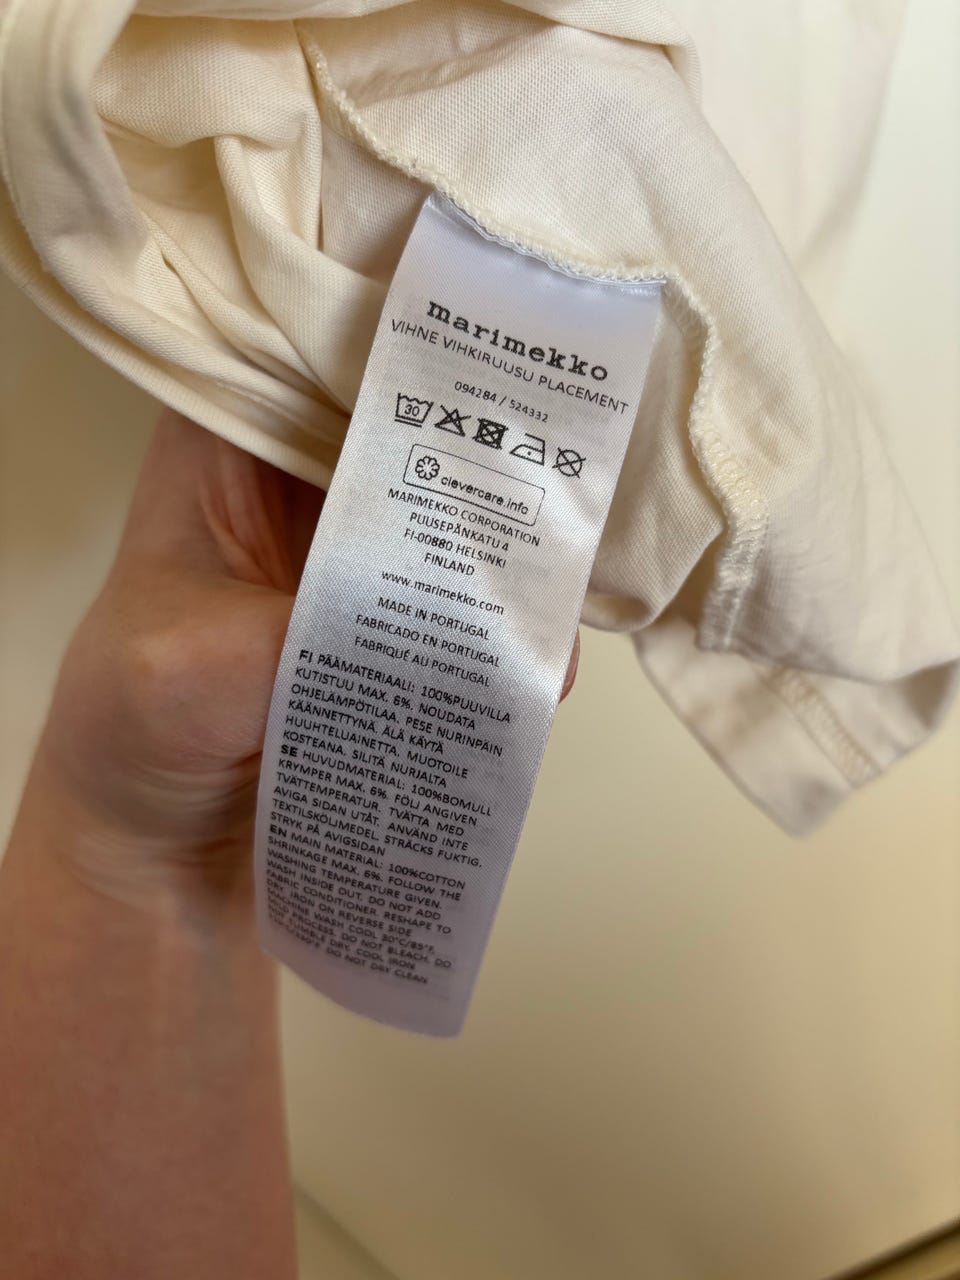 marimekko
VIHNE VIHKIRUUSU PLACEMENT
094284 / 524332
30
clevercare.info
MARIMEKKO CORPORATION
PUUSEPÄNKATU 4
FI-00880 HELSINKI
FINLAND
www.marimekko.com
MADE IN PORTUGAL
FABRICADO EN PORTUGAL
FABRIQUÉ AU PORTUGAL
FI PÄÄMATERIAALI: 100%PUUVILLA
KUTISTUU MAX. 6%. NOUDATA
OHJELÄMPÖTILAA. PESE NURINPÄIN
KÄÄNNETTYNÄ. ÄLÄ KÄYTÄ
HUUHTELUAINETTA. MUOTOILE
KOSTEANA. SILITÄ NURJALTA
SE HUVUDMATERIAL: 100%BOMULL
KRYMPER MAX. 6%. FÖLJ ANGIVEN
TVÄTTEMPERATUR. TVÄTTA MED
AVIGA SIDAN UTÅT. ANVÄND INTE
TEXTILSKÖLJMEDEL. STRÄCKS FUKTIG.
STRYK PÅ AVIGSIDAN
EN MAIN MATERIAL: 100%COTTON
SHRINKAGE MAX. 6%. FOLLOW THE
WASHING TEMPERATURE GIVEN.
WASH INSIDE OUT. DO NOT ADD
FABRIC CONDITIONER. RESHAPE TO
DRY. IRON ON REVERSE SIDE
MACHINE WASH COOL 30°C/85°F,
MILD PROCESS. DO NOT BLEACH. DO
NOT TUMBLE DRY. COOL IRON
DO NOT DRY CLEAN